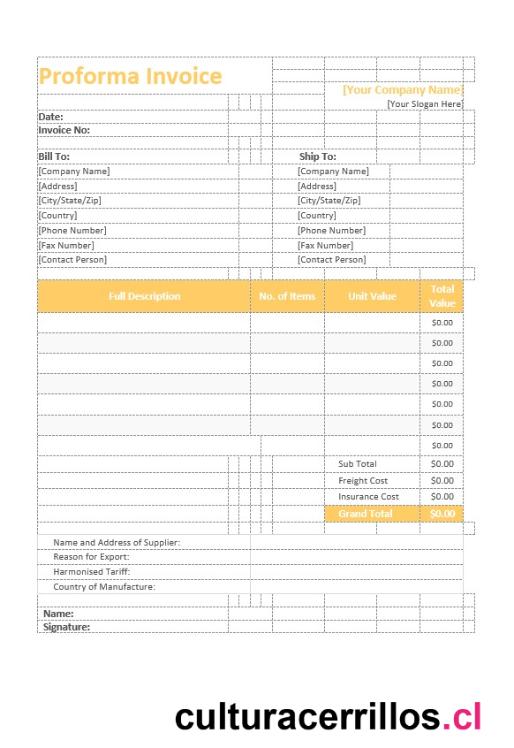 Proforma Invoice
[Your Company Name]
[Your Slogan Here]
Date:
Invoice No:
Bill To: Ship To:
[Company Name] [Company Name]
[Address] [Address]
[City/State/Zip] [City/State/Zip]
[Country] [Country]
[Phone Number] [Phone Number]
[Fax Number] [Fax Number]
[Contact Person] [Contact Person]
Full Description No. of Items Unit Value Total Value
$0.00
$0.00
$0.00
$0.00
$0.00
$0.00
$0.00
Sub Total $0.00
Freight Cost $0.00
Insurance Cost $0.00
Grand Total $0.00
Name and Address of Supplier:
Reason for Export:
Harmonised Tariff:
Country of Manufacture:
Name:
Signature:
culturacerrillos.cl